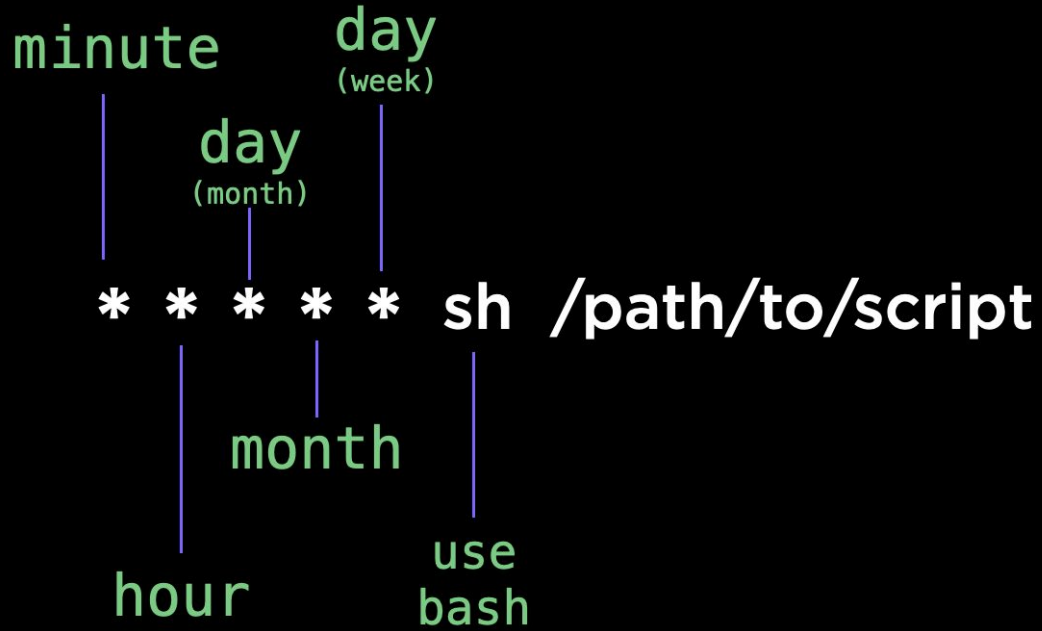 minute
day
(week)
day
(month)
* * * * * sh /path/to/script
month
hour
use
bash